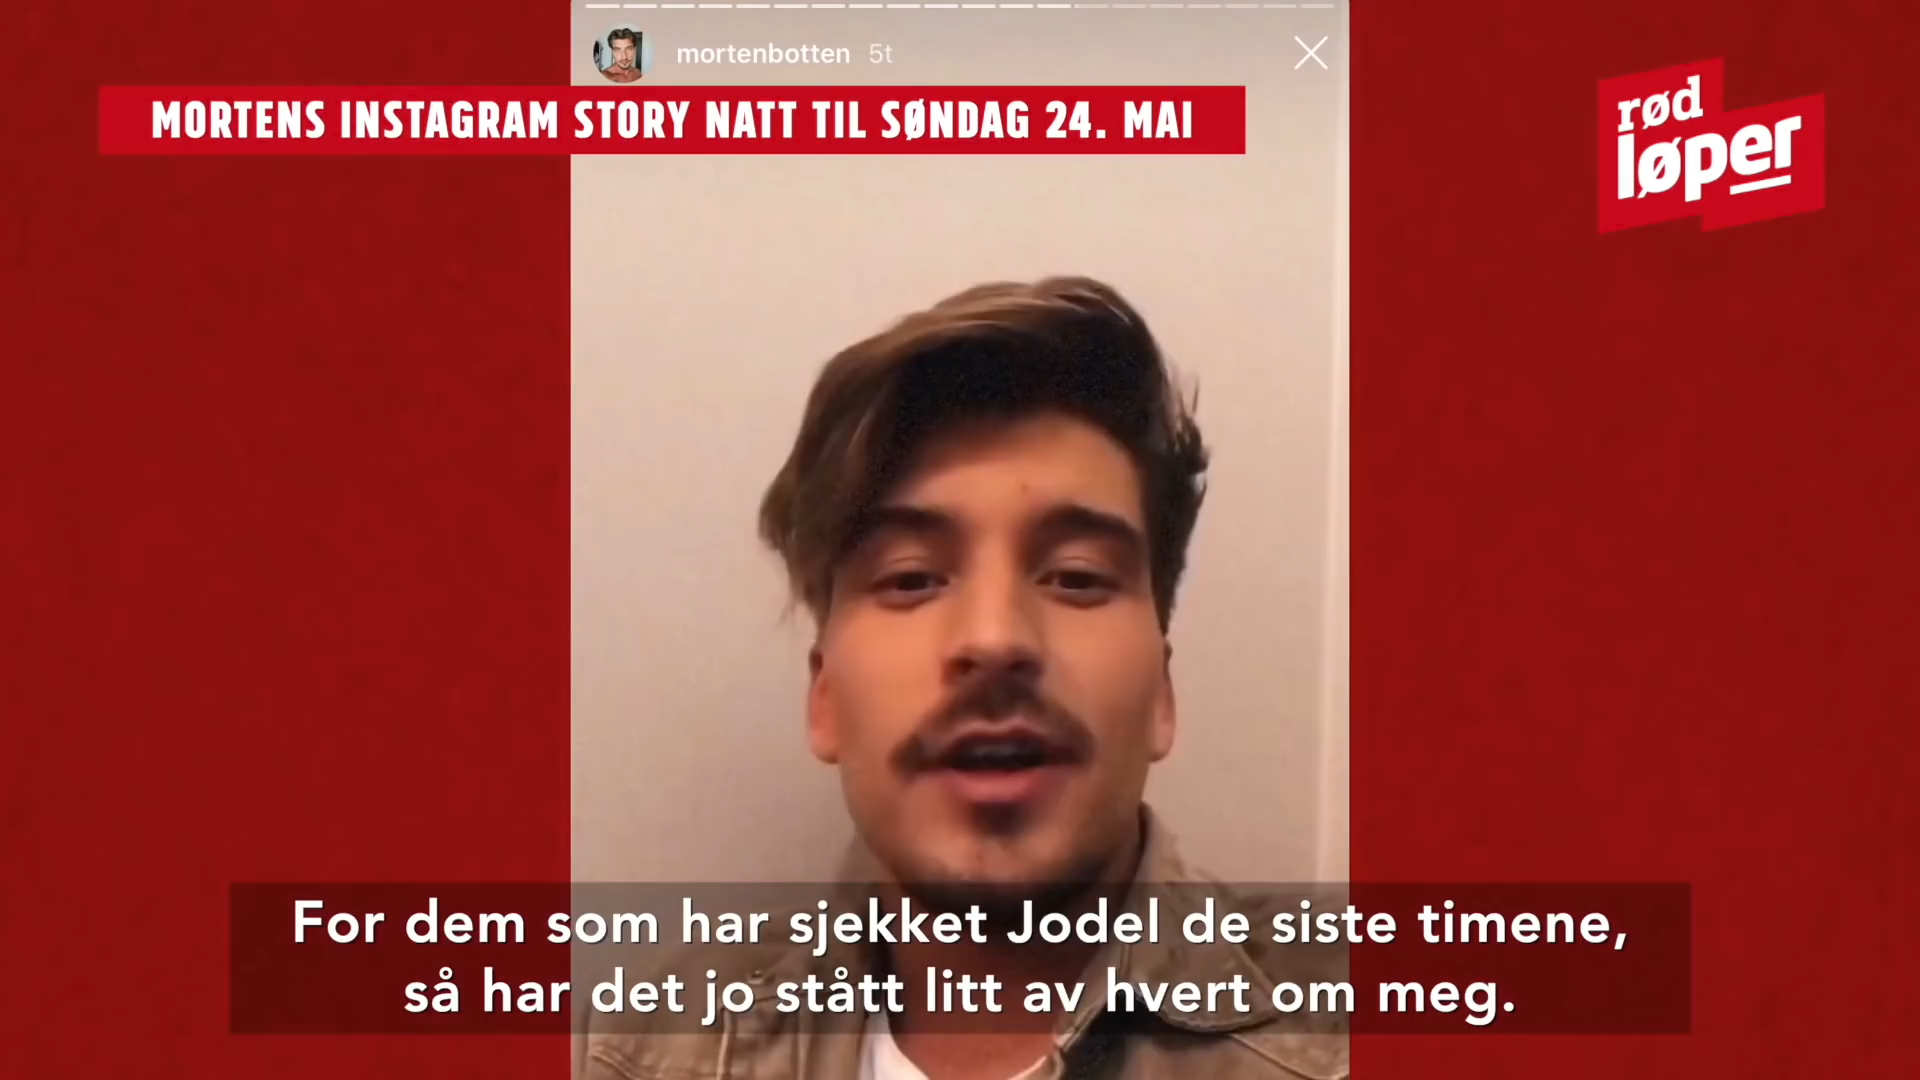 mortenbotten 5t
MORTENS INSTAGRAM STORY NATT TIL SØNDAG 24. MAI
rød
løper
For dem som har sjekket Jodel de siste timene,
så har det jo stått litt av hvert om meg.